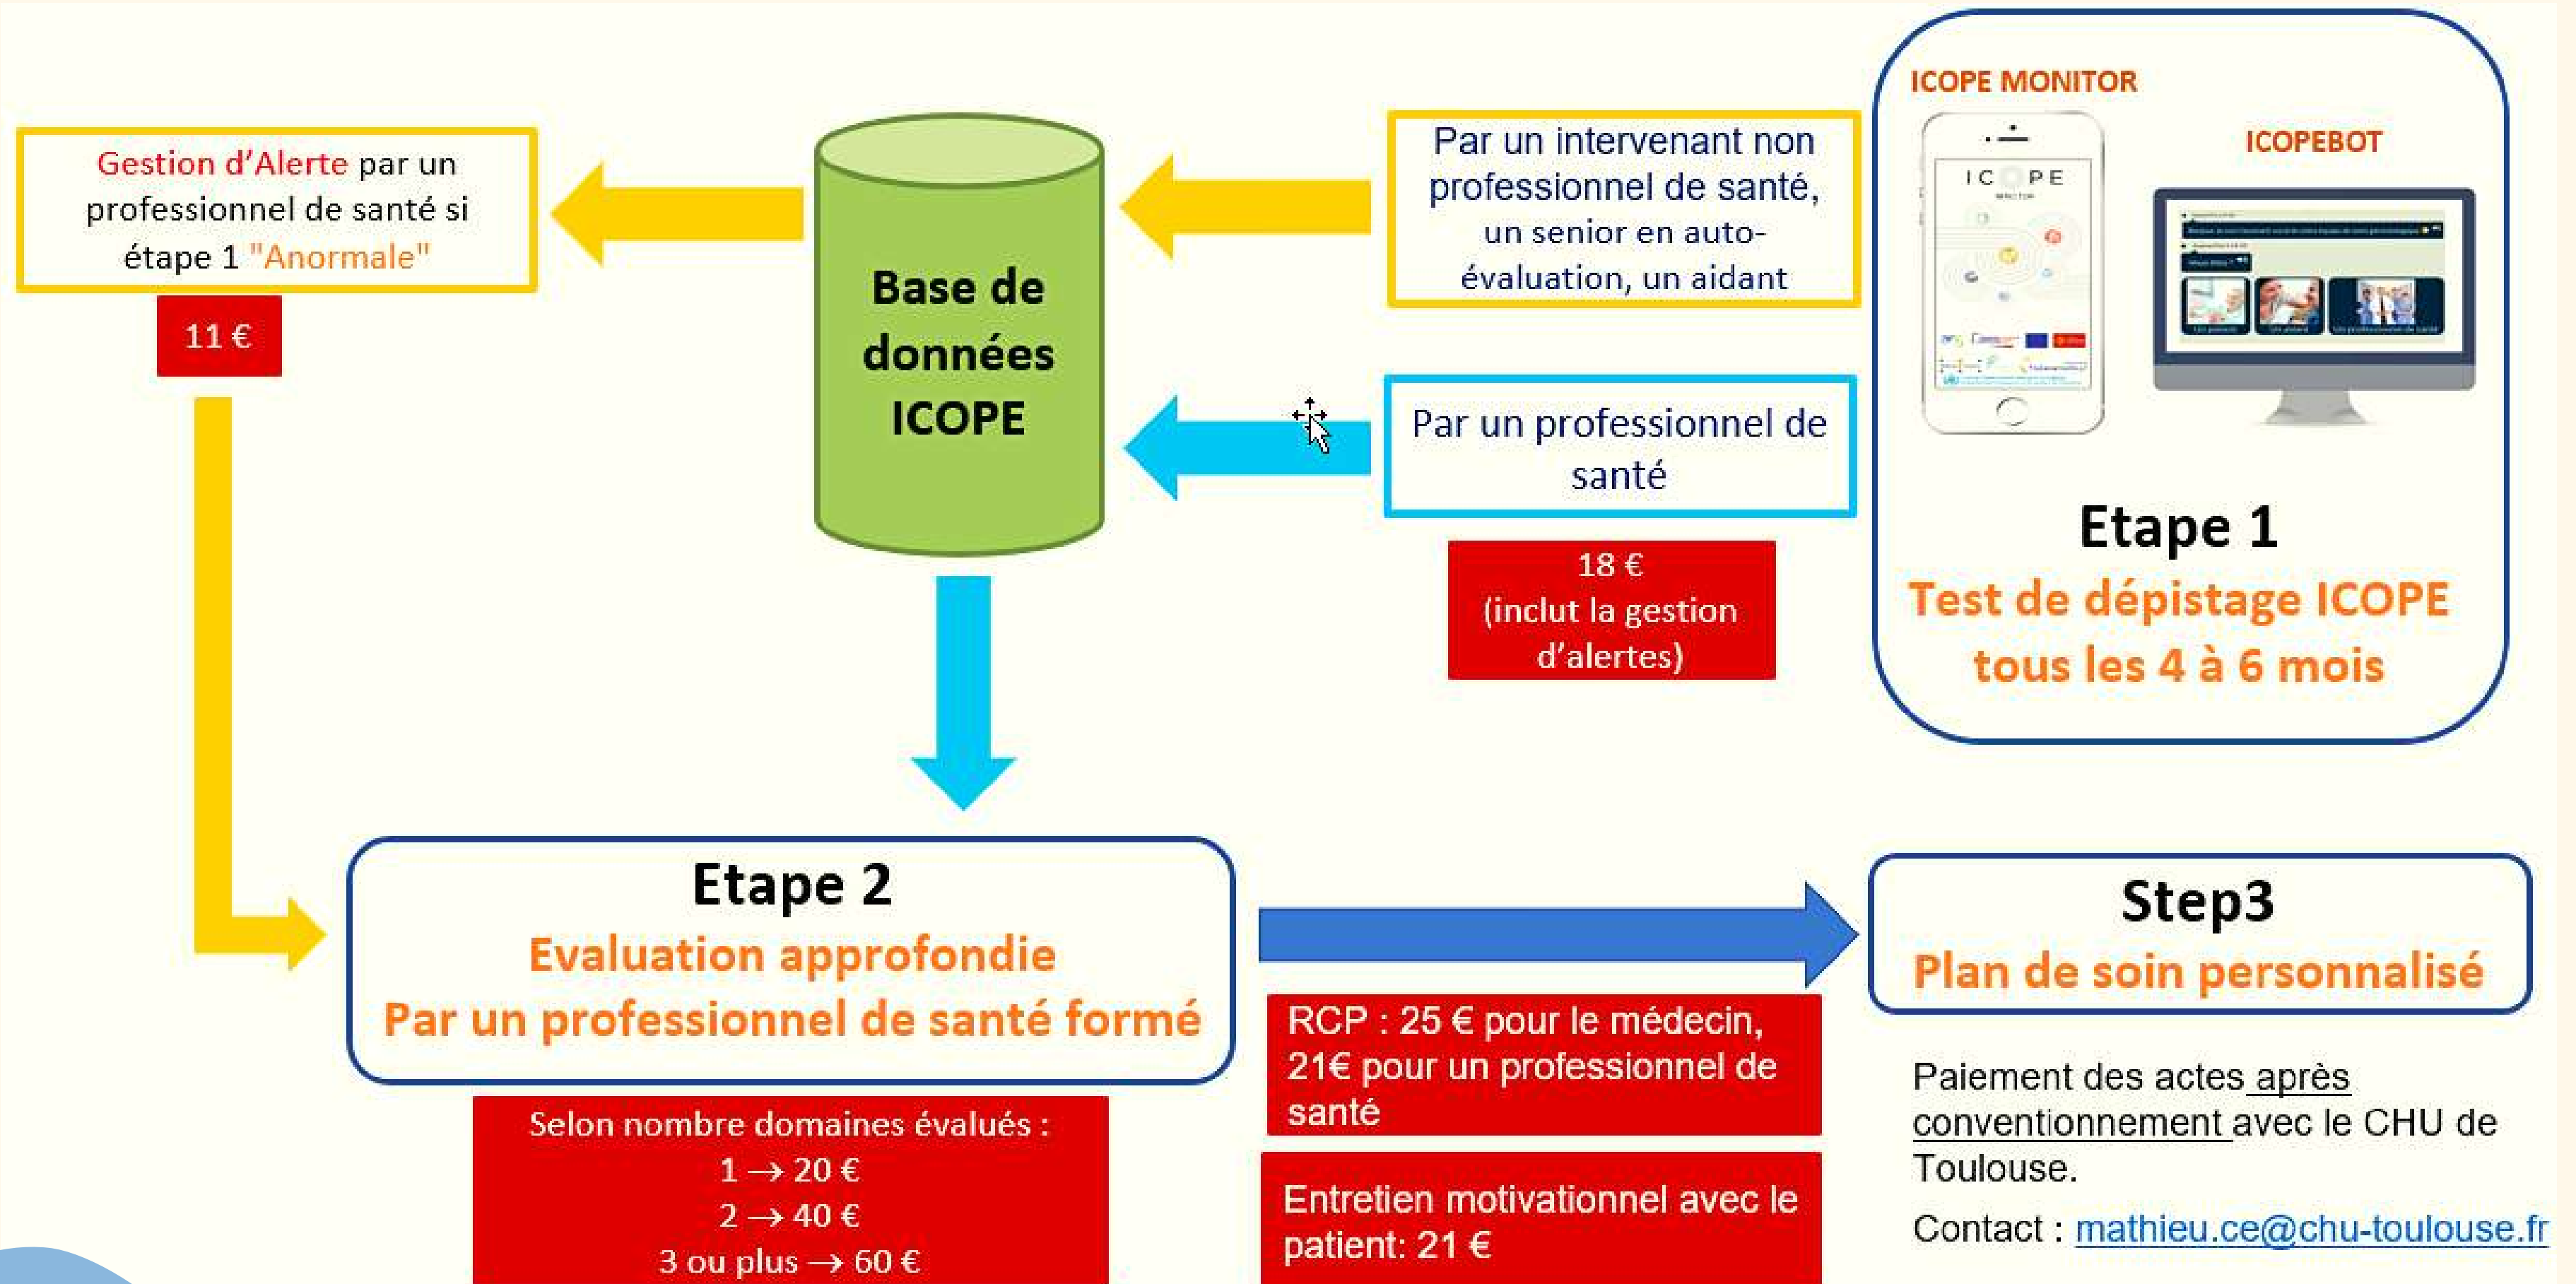 ICOPE MONITOR
ICOPEBOT
ICOPE
MONITOR
Etape 1
Test de dépistage ICOPE
tous les 4 à 6 mois
Par un intervenant non
professionnel de santé,
un senior en auto-
évaluation, un aidant
Par un professionnel de
santé
18 €
(inclut la gestion
d'alertes)
Base de
données
ICOPE
Gestion d'Alerte par un
professionnel de santé si
étape 1 "Anormale"
11 €
Etape 2
Evaluation approfondie
Par un professionnel de santé formé
Selon nombre domaines évalués :
1 → 20 €
2 → 40 €
3 ou plus → 60 €
RCP : 25 € pour le médecin,
21€ pour un professionnel de
santé
Entretien motivationnel avec le
patient: 21 €
Step3
Plan de soin personnalisé
Paiement des actes après
conventionnement avec le CHU de
Toulouse.
Contact : mathieu.ce@chu-toulouse.fr